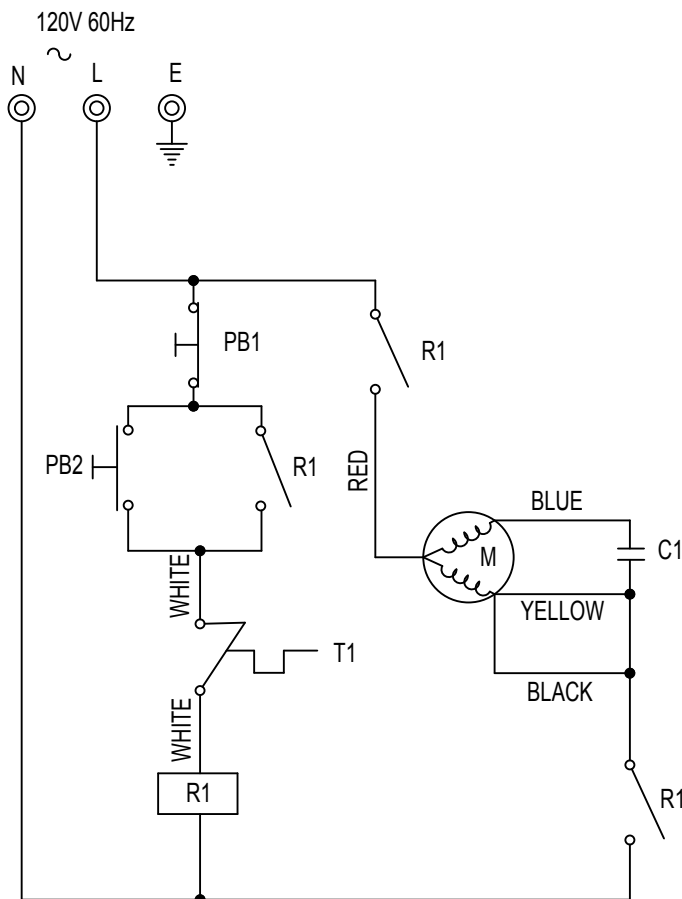 120V 60Hz
N
L
E
PB1
R1
PB2
R1
RED
BLUE
M
C1
WHITE
YELLOW
T1
BLACK
WHITE
R1
R1